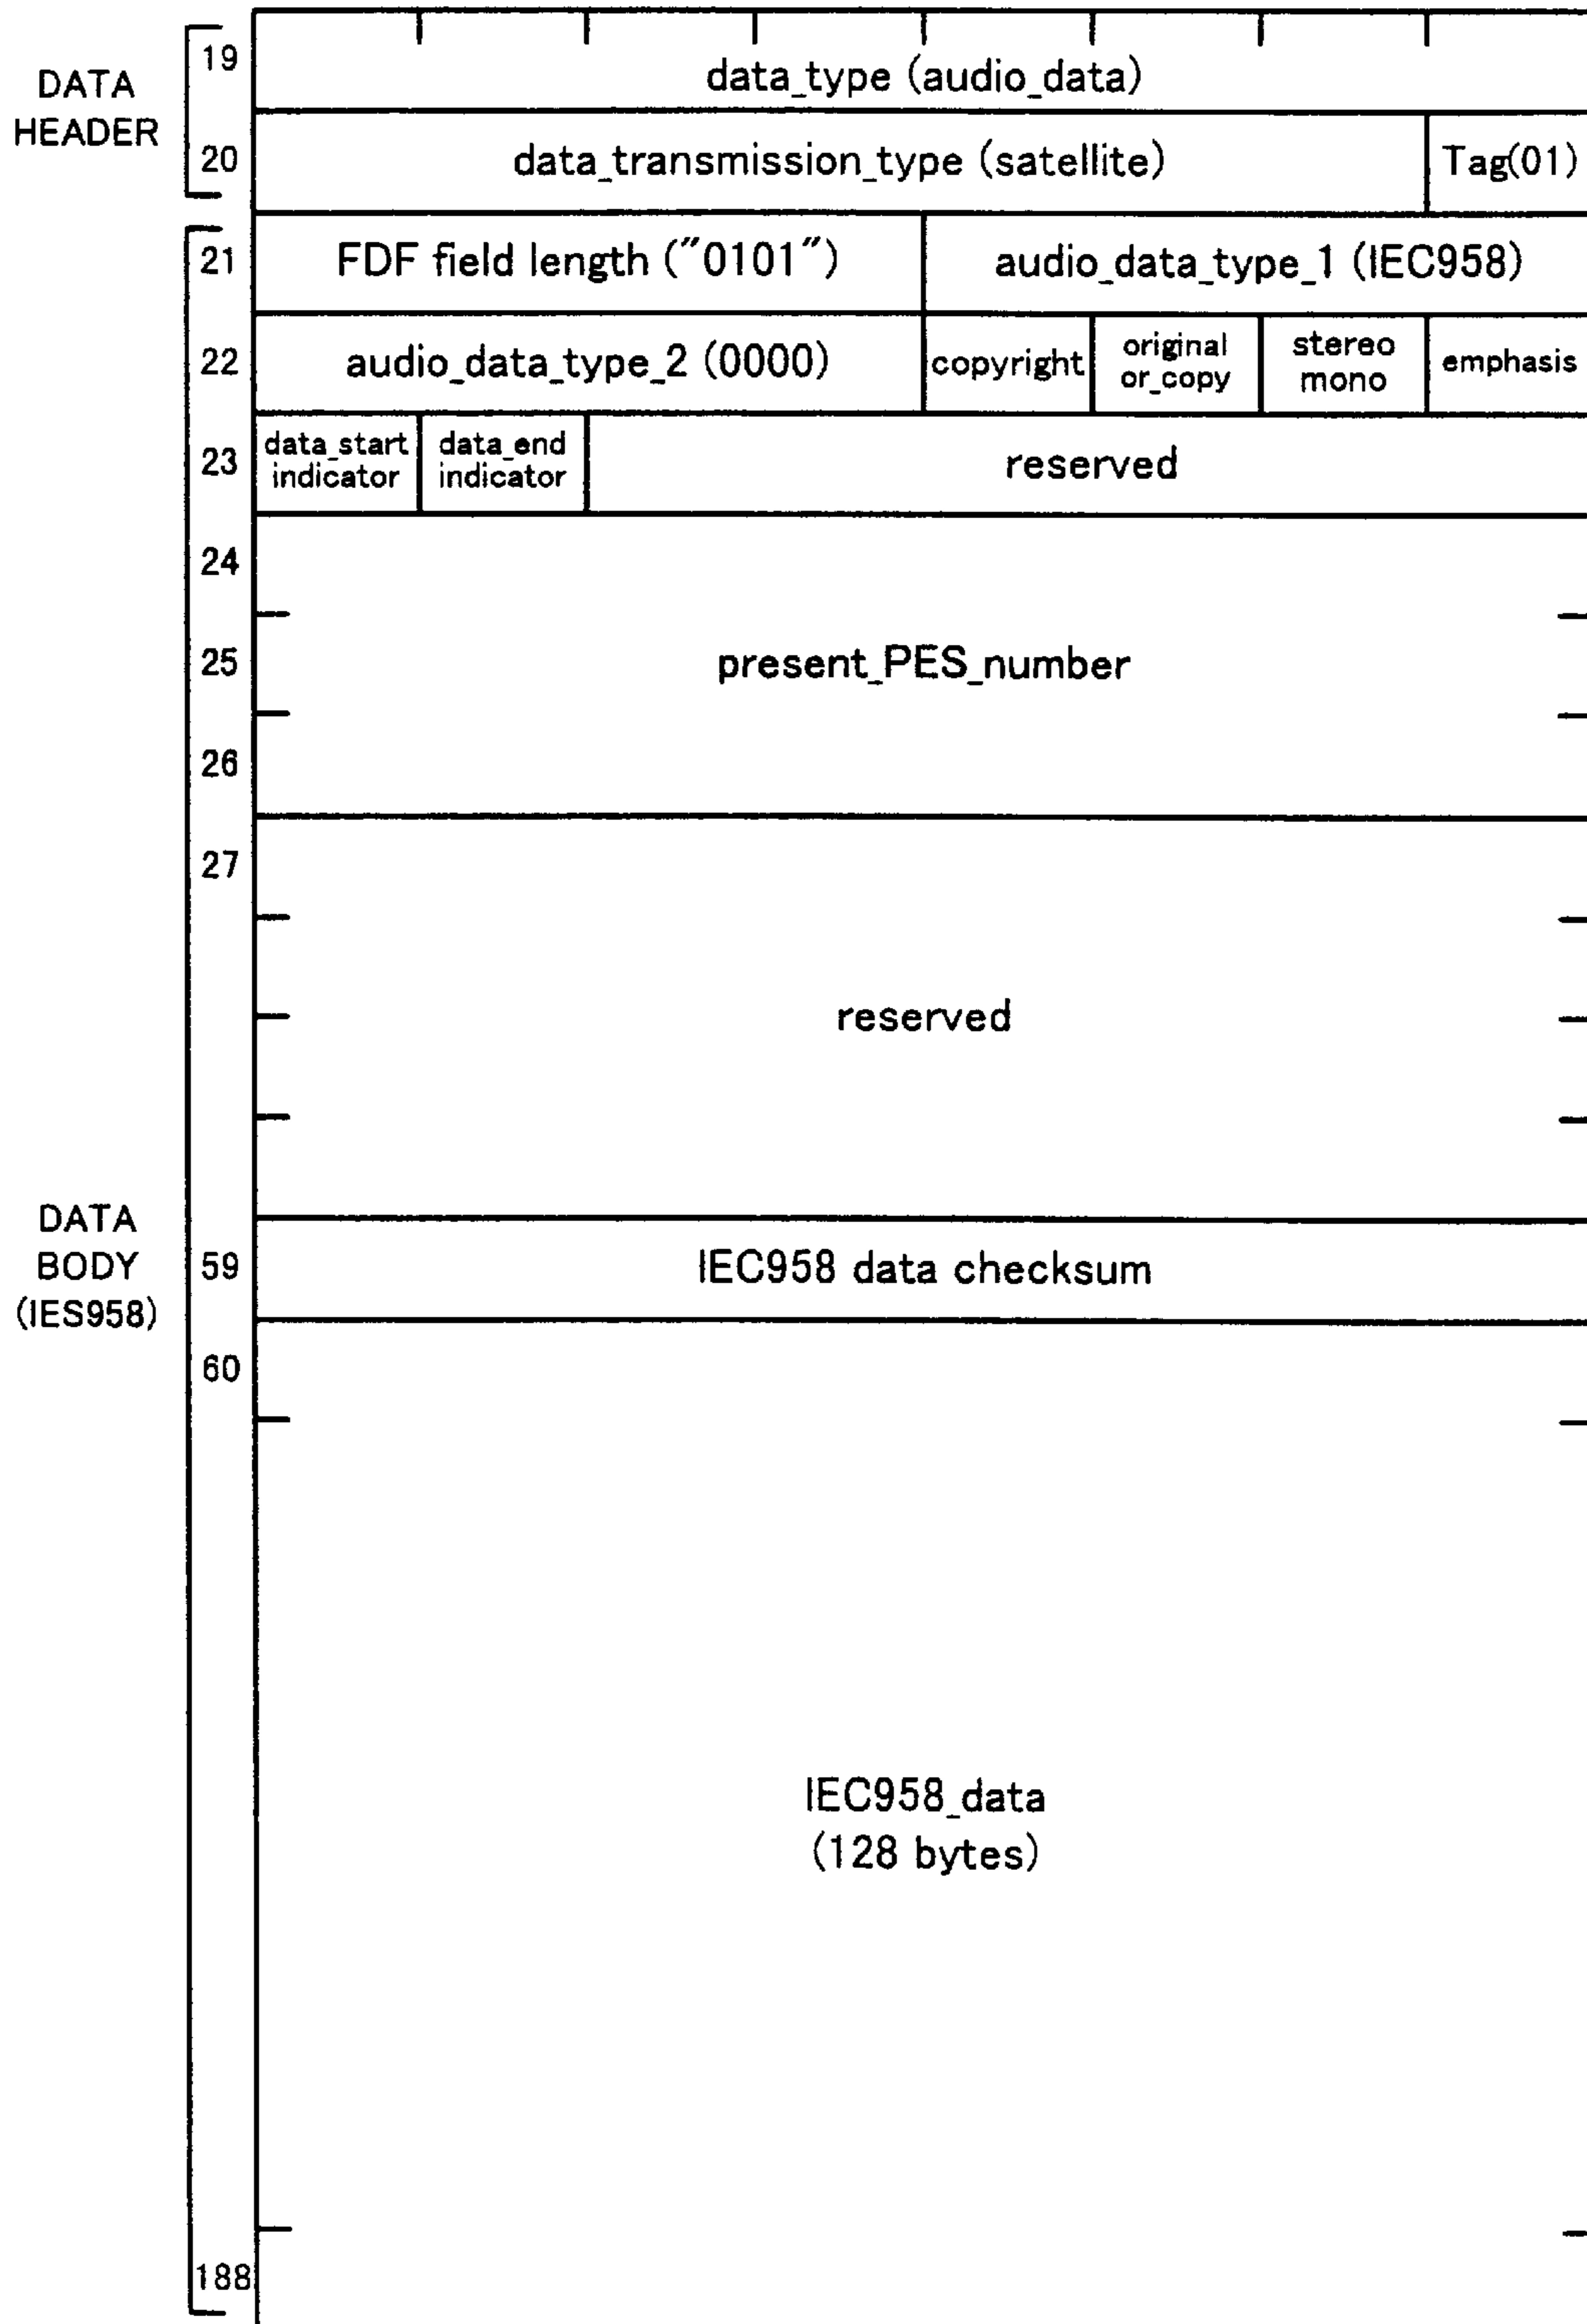 DATA
HEADER
19
data_type (audio_data)
20
data_transmission_type (satellite)
Tag(01)
21
FDF field length ("0101")
audio_data_type_1 (IEC958)
22
audio_data_type_2 (0000)
copyright
original
or_copy
stereo
mono
emphasis
23
data_start
indicator
data_end
indicator
reserved
24
25
present_PES_number
26
27
reserved
DATA
BODY
(IES958)
59
IEC958 data checksum
60
IEC958_data
(128 bytes)
188